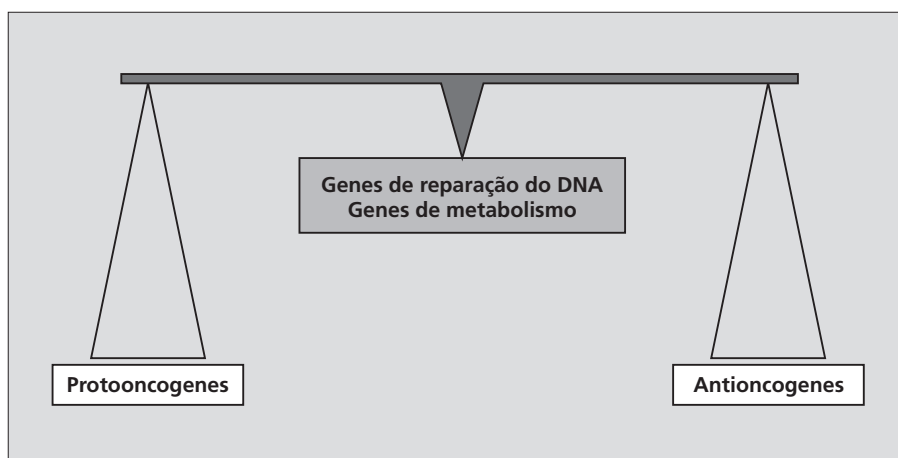 Genes de reparação do DNA
Genes de metabolismo
Protooncogenes
Antioncogenes